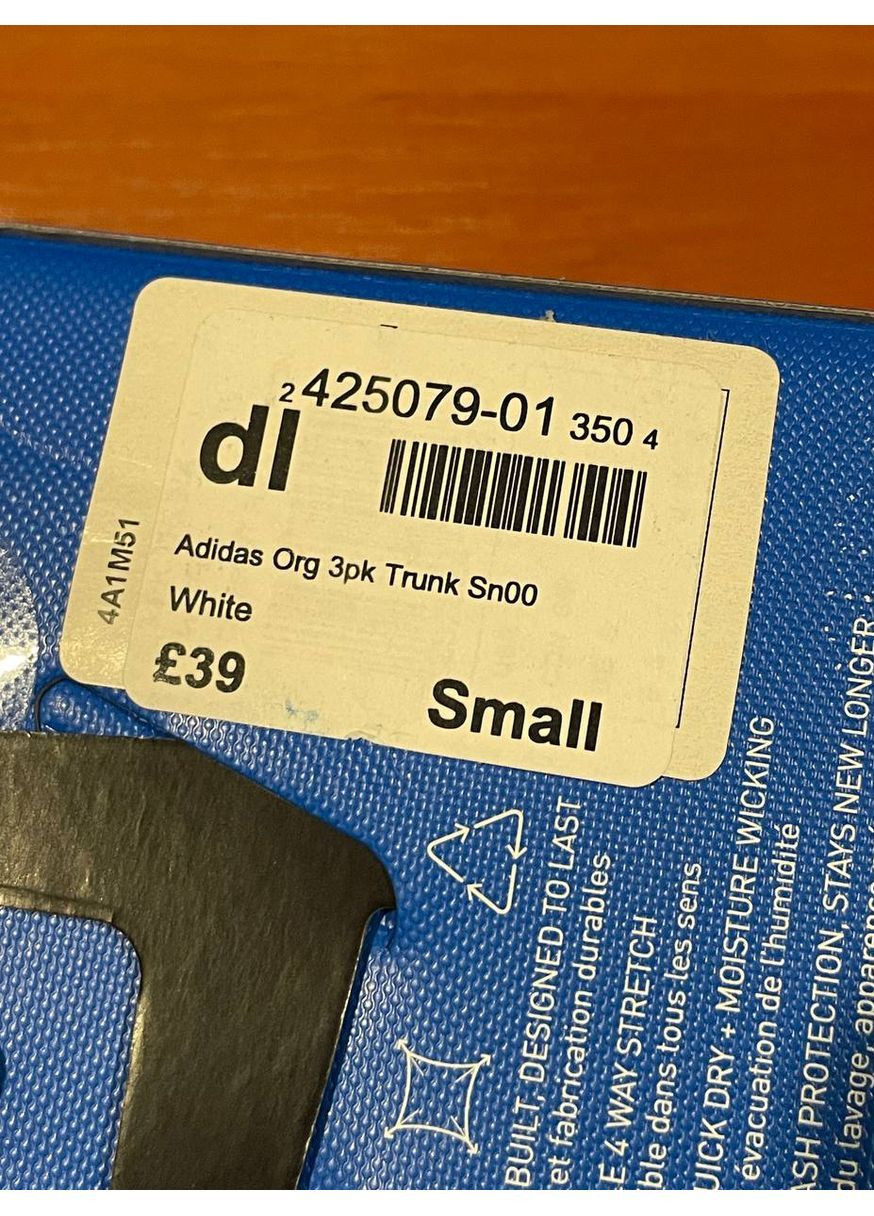 2 425079-01 350 4
dl
4A1M51
Adidas Org 3pk Trunk Sn00
White
£39
Small
BUILT, DESIGNED TO LAST
et fabrication durables
E 4 WAY STRETCH
ble dans tous les sens
UICK DRY + MOISTURE WICKING
évacuation de l'humidité
ASH PROTECTION, STAYS NEW LONGER
du lavage,